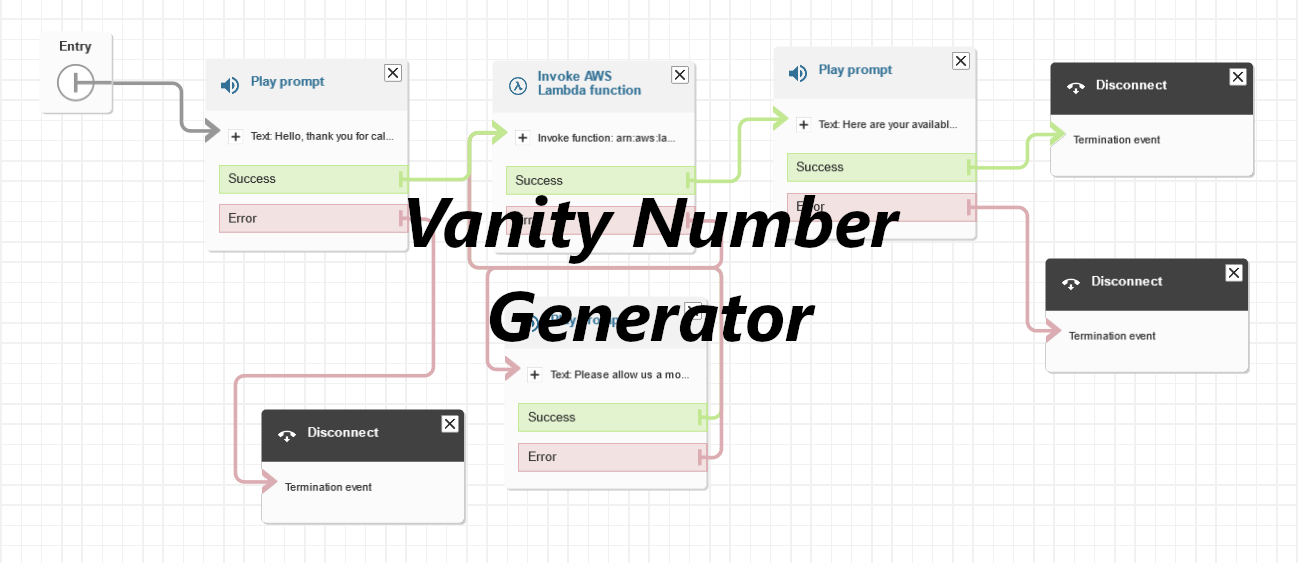 Entry
Play prompt
Text: Hello, thank you for cal...
Success
Error
Invoke AWS
Lambda function
Invoke function: arn:aws:la...
Success
Play prompt
Text: Here are your availabl...
Success
Error
Disconnect
Termination event
Disconnect
Termination event
Vanity Number
Generator
Play prompt
Text: Please allow us a mo...
Success
Error
Disconnect
Termination event